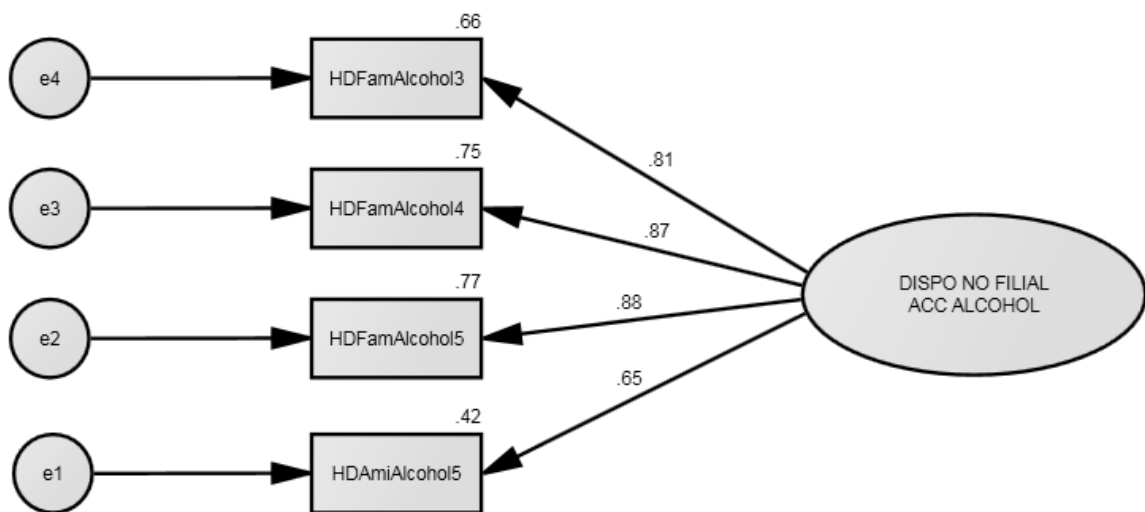 .66
e4
HDFamAlcohol3
.81
.75
e3
HDFamAlcohol4
.87
.77
e2
HDFamAlcohol5
.88
DISPO NO FILIAL
ACC ALCOHOL
.65
.42
e1
HDAmiAlcohol5